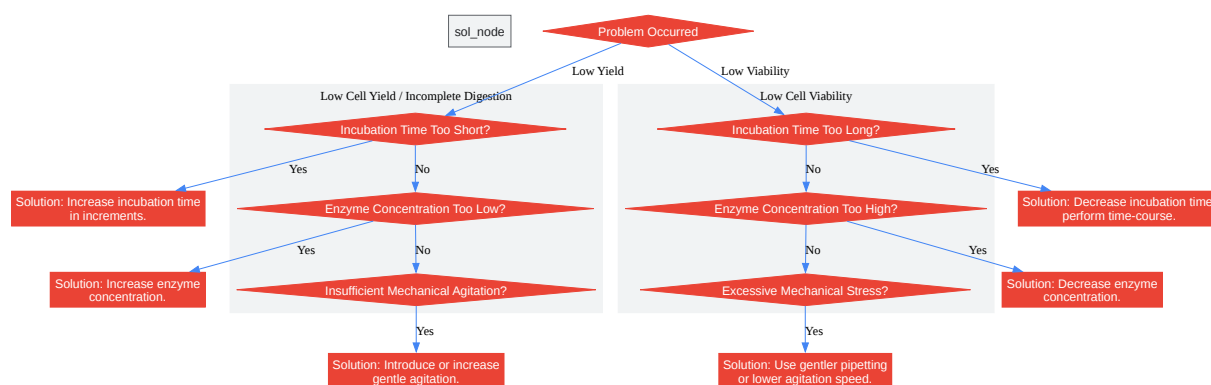 sol_node
Problem Occurred
Low Yield
Low Viability
Low Cell Yield / Incomplete Digestion
Low Cell Viability
Incubation Time Too Short?
Incubation Time Too Long?
Yes
No
No
Yes
Solution: Increase incubation time
in increments.
Enzyme Concentration Too Low?
Enzyme Concentration Too High?
Solution: Decrease incubation time
perform time-course.
Yes
No
No
Yes
Solution: Increase enzyme
concentration.
Insufficient Mechanical Agitation?
Excessive Mechanical Stress?
Solution: Decrease enzyme
concentration.
Yes
Yes
Solution: Introduce or increase
gentle agitation.
Solution: Use gentler pipetting
or lower agitation speed.